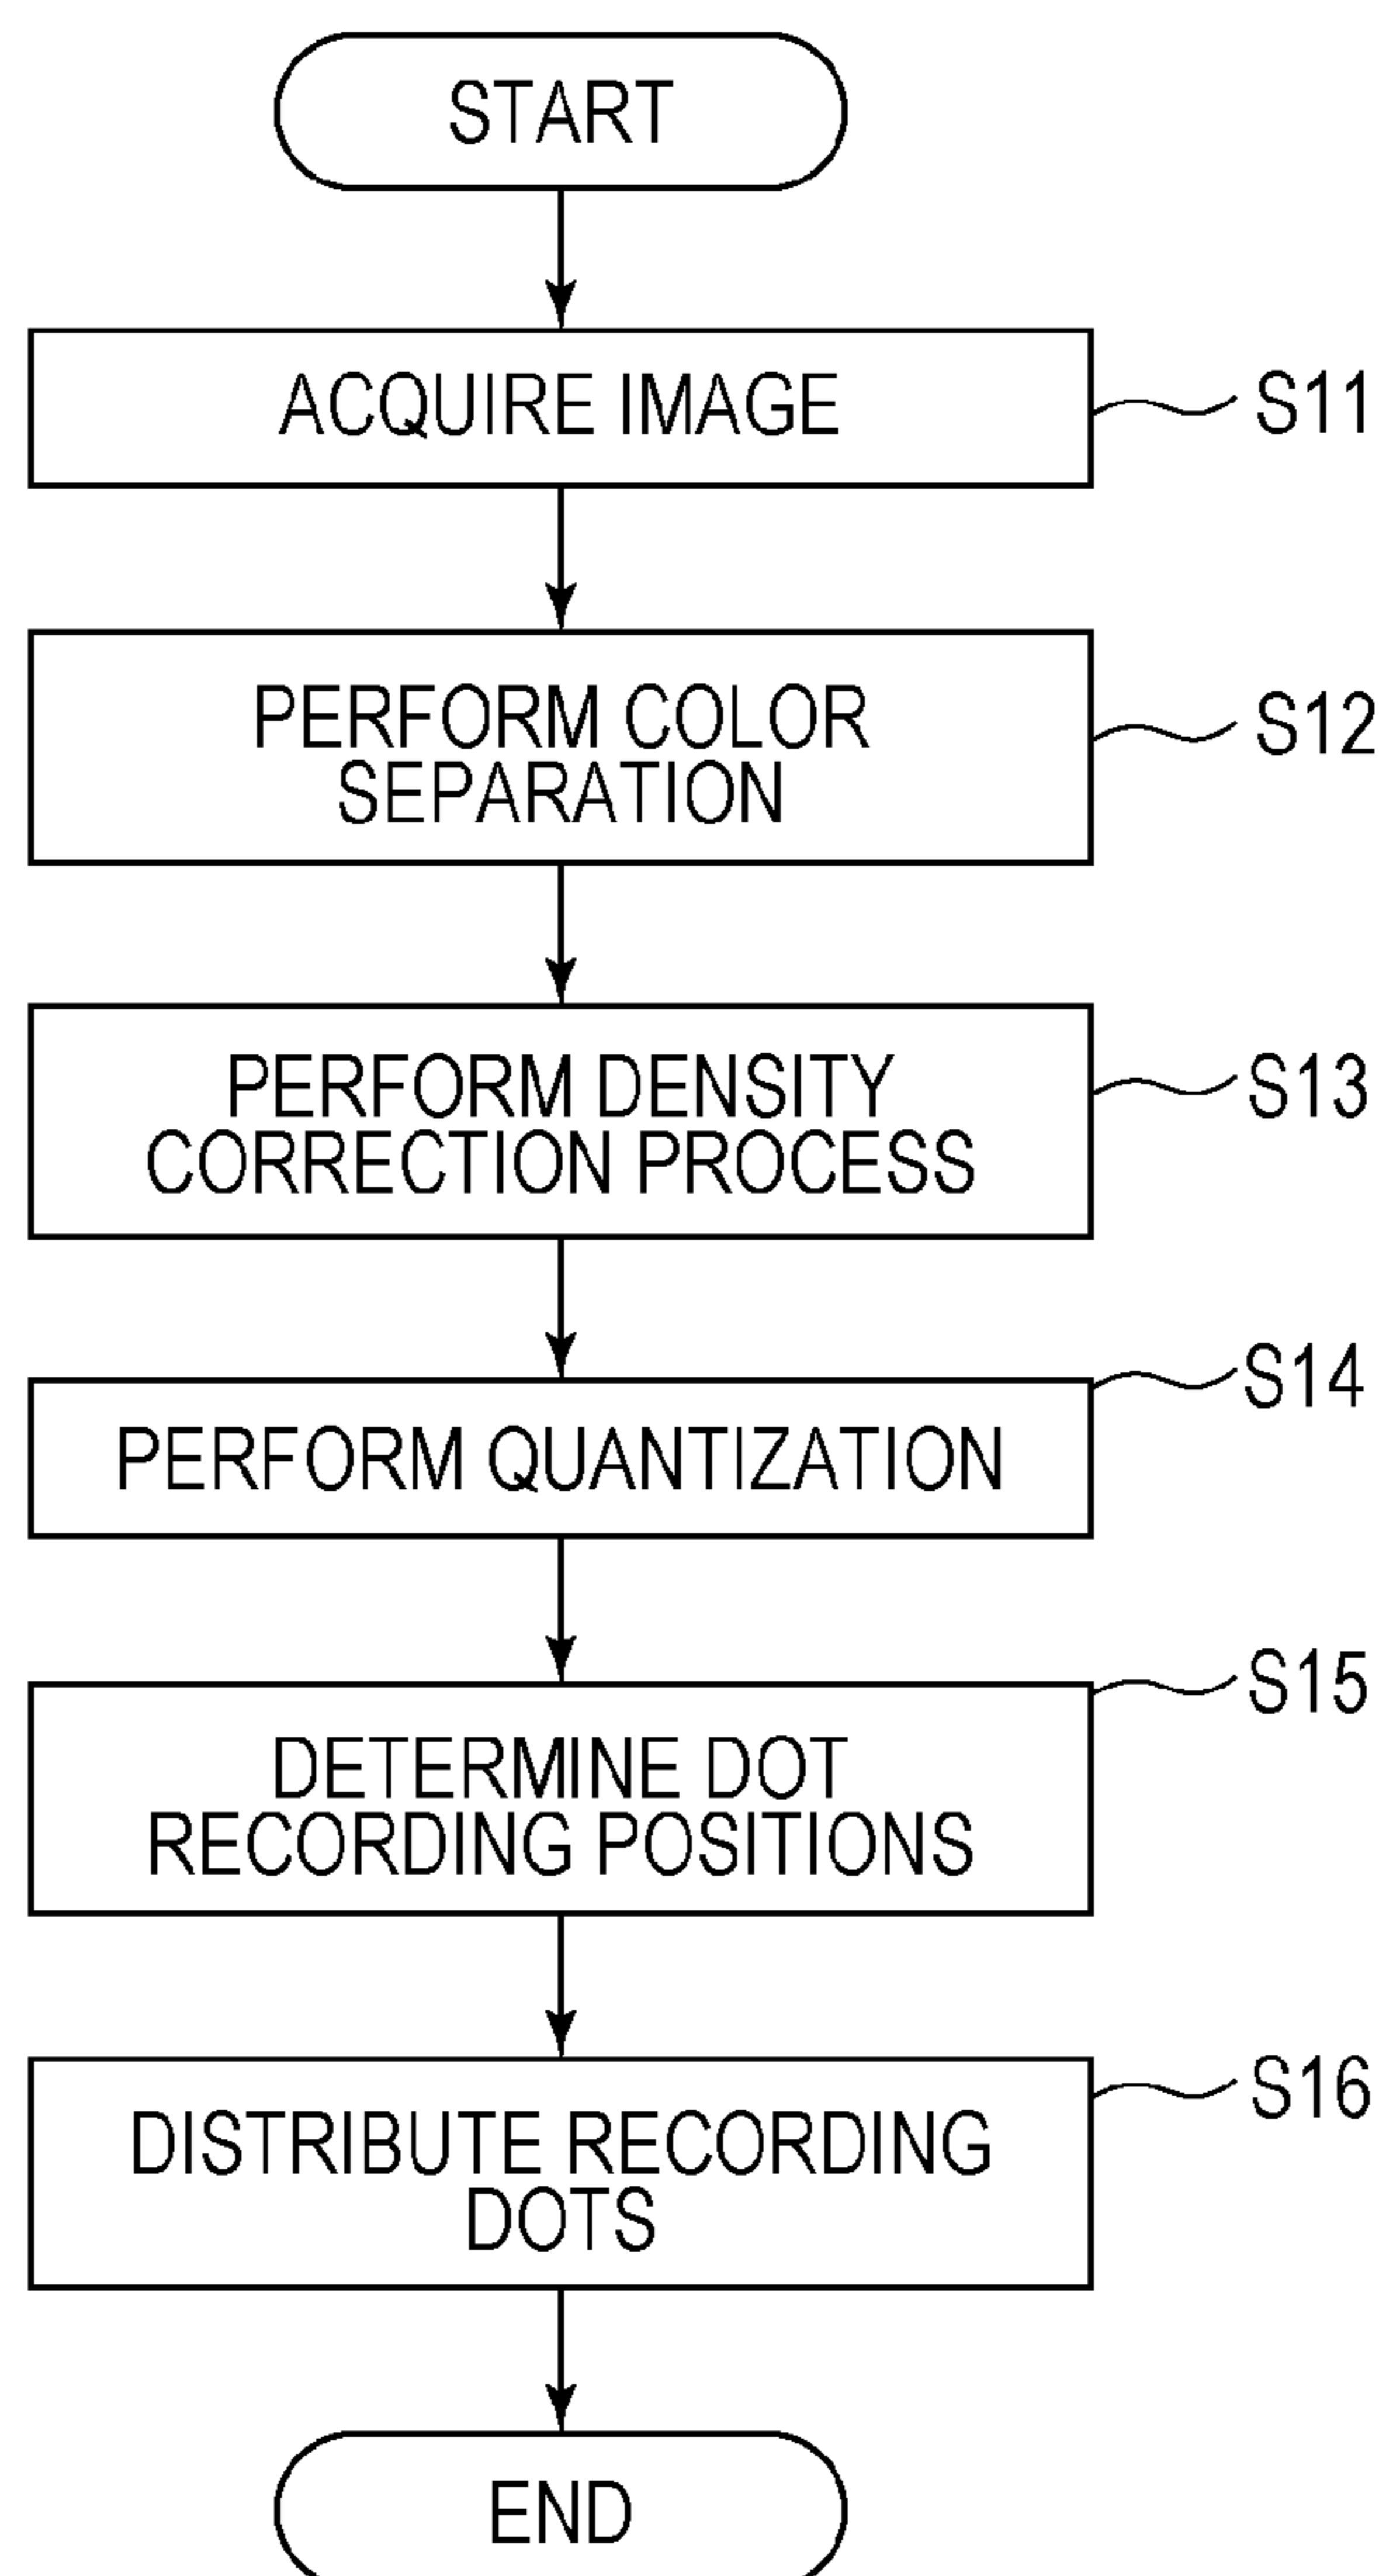 START
ACQUIRE IMAGE
S11
PERFORM COLOR
SEPARATION
S12
PERFORM DENSITY
CORRECTION PROCESS
S13
PERFORM QUANTIZATION
S14
DETERMINE DOT
RECORDING POSITIONS
S15
DISTRIBUTE RECORDING
DOTS
S16
END